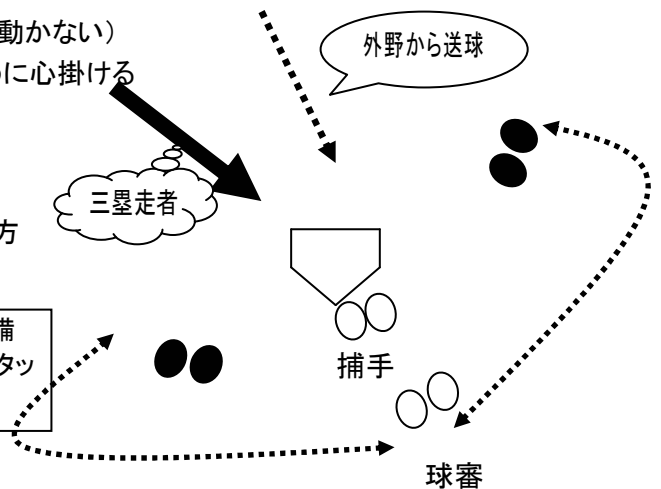 動かない）
に心掛ける
外野から送球
三塁走者
方
備
タッ
捕手
球審